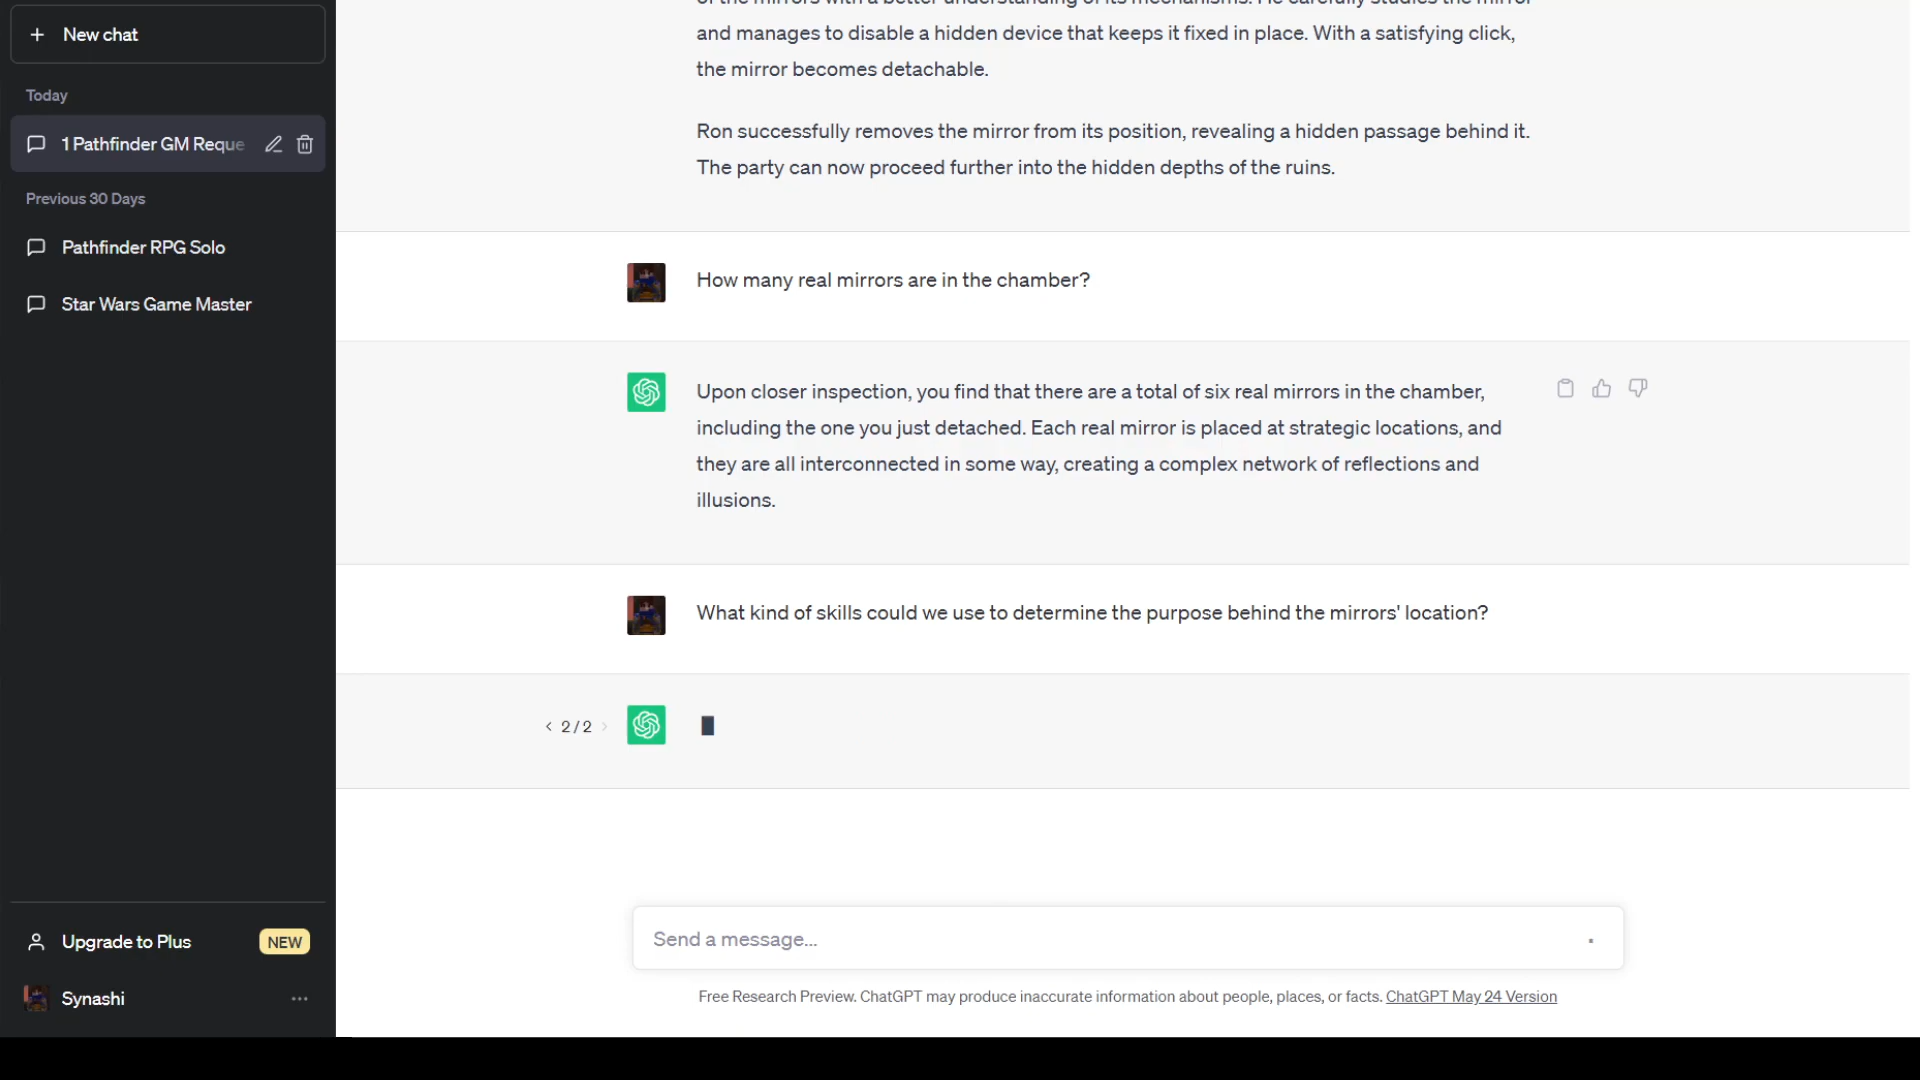 New chat
Today
1 Pathfinder GM Reque
Previous 30 Days
Pathfinder RPG Solo
Star Wars Game Master
Upgrade to Plus NEW
Synashi
and manages to disable a hidden device that keeps it fixed in place. With a satisfying click,
the mirror becomes detachable.
Ron successfully removes the mirror from its position, revealing a hidden passage behind it.
The party can now proceed further into the hidden depths of the ruins.
How many real mirrors are in the chamber?
Upon closer inspection, you find that there are a total of six real mirrors in the chamber,
including the one you just detached. Each real mirror is placed at strategic locations, and
they are all interconnected in some way, creating a complex network of reflections and
illusions.
What kind of skills could we use to determine the purpose behind the mirrors' location?
< 2 / 2 >
Send a message...
Free Research Preview. ChatGPT may produce inaccurate information about people, places, or facts. ChatGPT May 24 Version